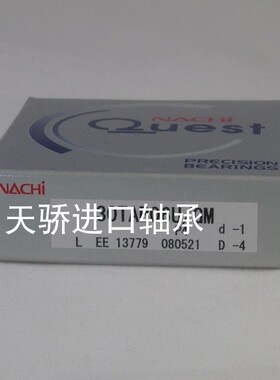 NACHI
Quest
PRECISION
BEARINGS
NACHI
天骄进口轴承
d -1
L EE 13779 080521 D -4